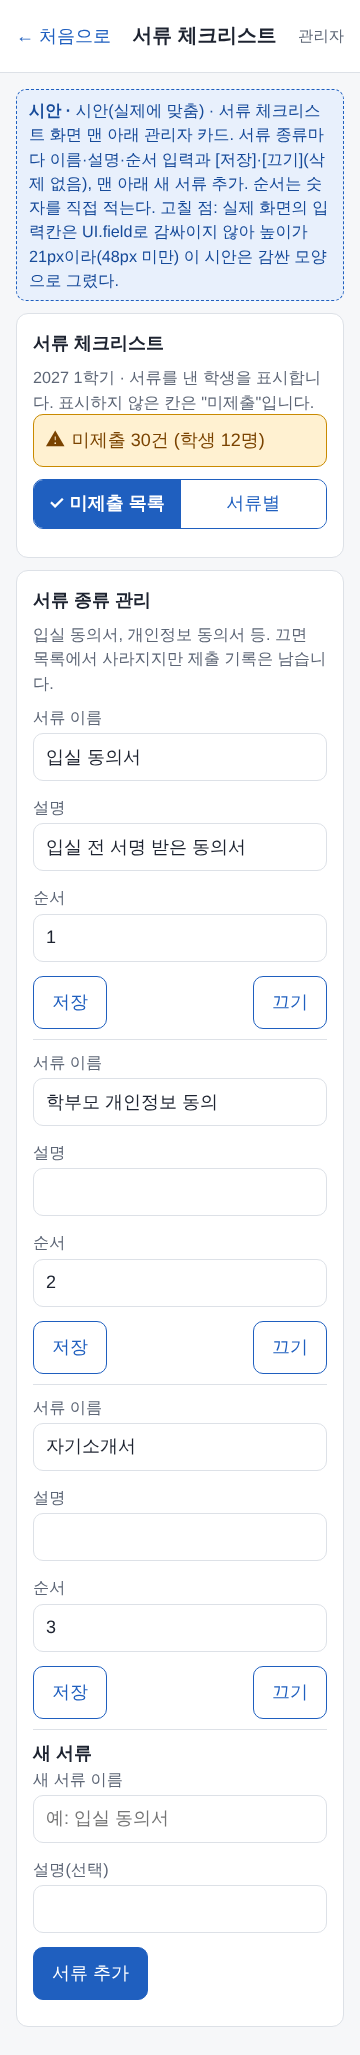 ← 처음으로 서류 체크리스트 관리자
시안 · 시안(실제에 맞춤) · 서류 체크리스
트 화면 맨 아래 관리자 카드. 서류 종류마
다 이름·설명·순서 입력과 [저장]·[끄기](삭
제 없음), 맨 아래 새 서류 추가. 순서는 숫
자를 직접 적는다. 고칠 점: 실제 화면의 입
력칸은 UI.field로 감싸이지 않아 높이가
21px이라(48px 미만) 이 시안은 감싼 모양
으로 그렸다.
서류 체크리스트
2027 1학기 · 서류를 낸 학생을 표시합니
다. 표시하지 않은 칸은 "미제출"입니다.
미제출 30건 (학생 12명)
✓ 미제출 목록 서류별
서류 종류 관리
입실 동의서, 개인정보 동의서 등. 끄면
목록에서 사라지지만 제출 기록은 남습니
다.
서류 이름
입실 동의서
설명
입실 전 서명 받은 동의서
순서
1
저장 끄기
서류 이름
학부모 개인정보 동의
설명
순서
2
저장 끄기
서류 이름
자기소개서
설명
순서
3
저장 끄기
새 서류
새 서류 이름
예: 입실 동의서
설명(선택)
서류 추가